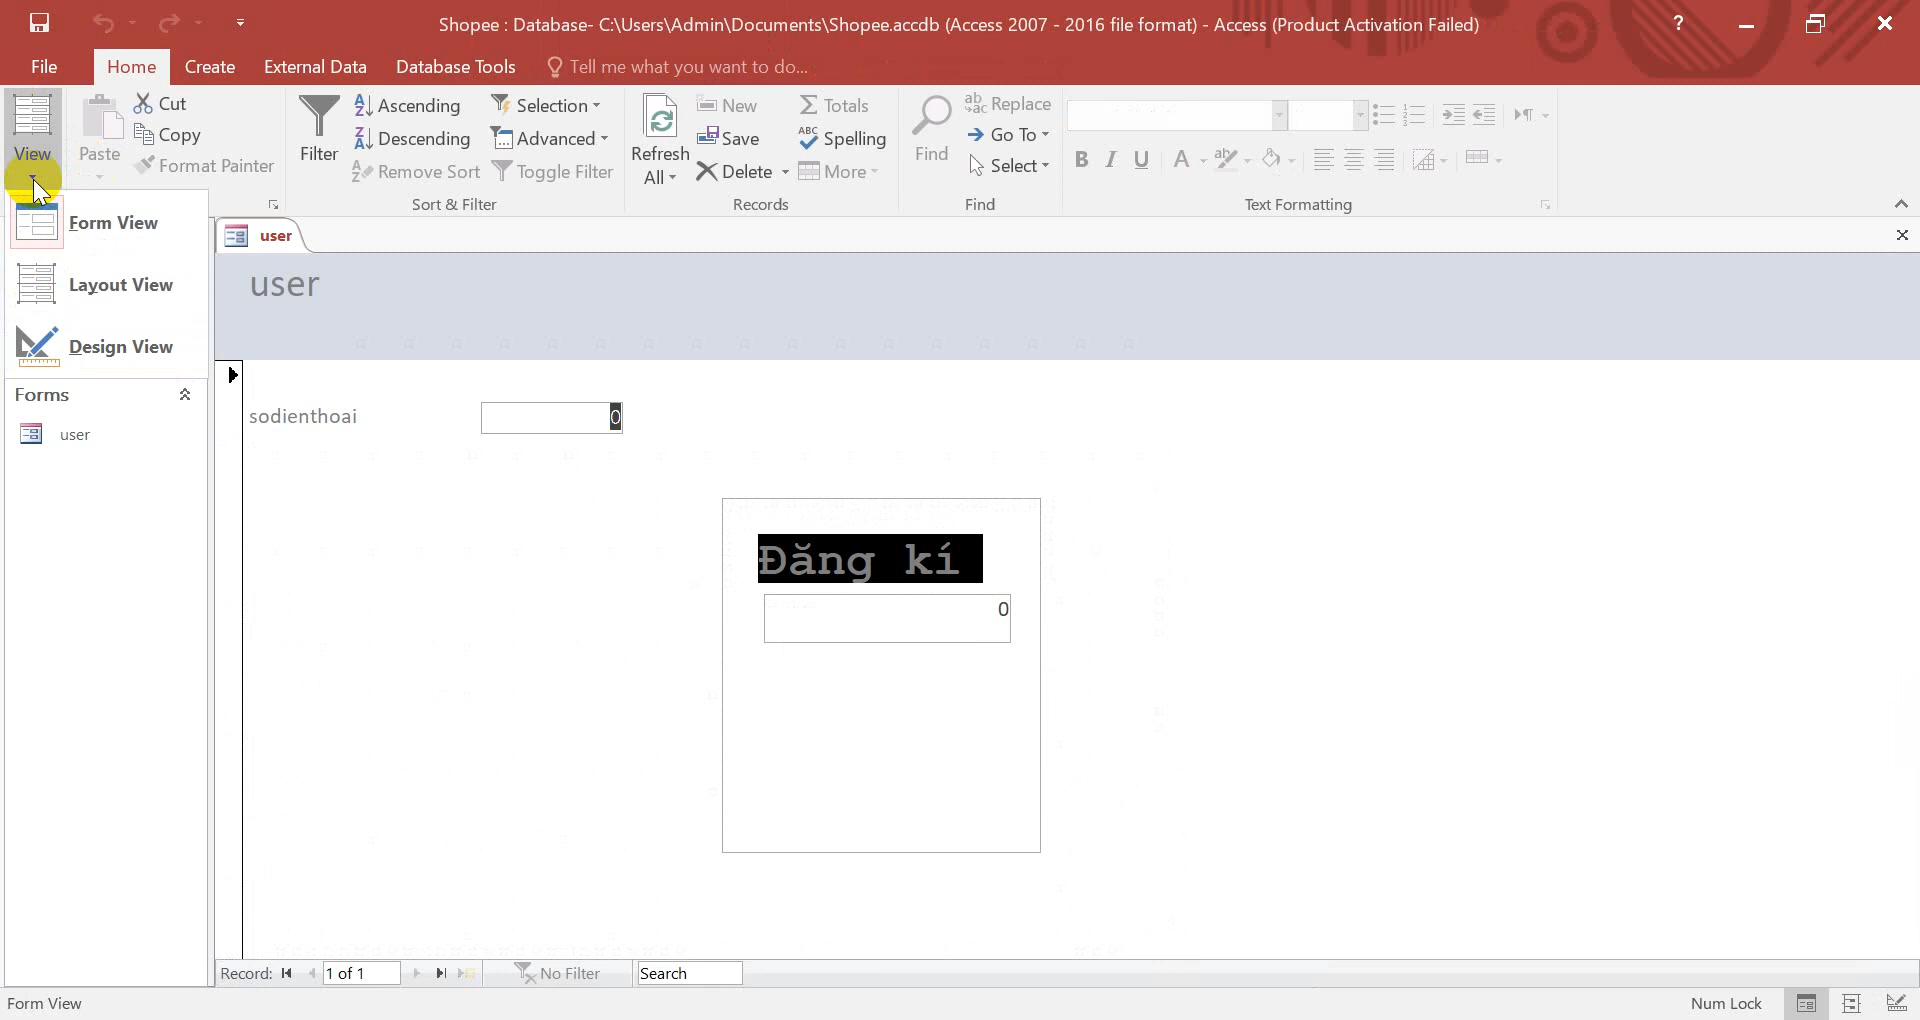 Shopee : Database- C:\Users\Admin\Documents\Shopee.accdb (Access 2007 - 2016 file format) - Access (Product Activation Failed)
?
File Home Create External Data Database Tools Tell me what you want to do...
View
Paste
Cut
Copy
Format Painter
Filter
Ascending
Descending
Remove Sort
Selection
Advanced
Toggle Filter
Sort & Filter
Refresh
All
New
Save
Delete
Totals
Spelling
More
Records
Find
Replace
Go To
Select
Find
B I U A
Text Formatting
Form View
Layout View
Design View
Forms
user
user
user
sodienthoai 0
Đăng kí
0
Record: 1 of 1 No Filter Search
Form View Num Lock